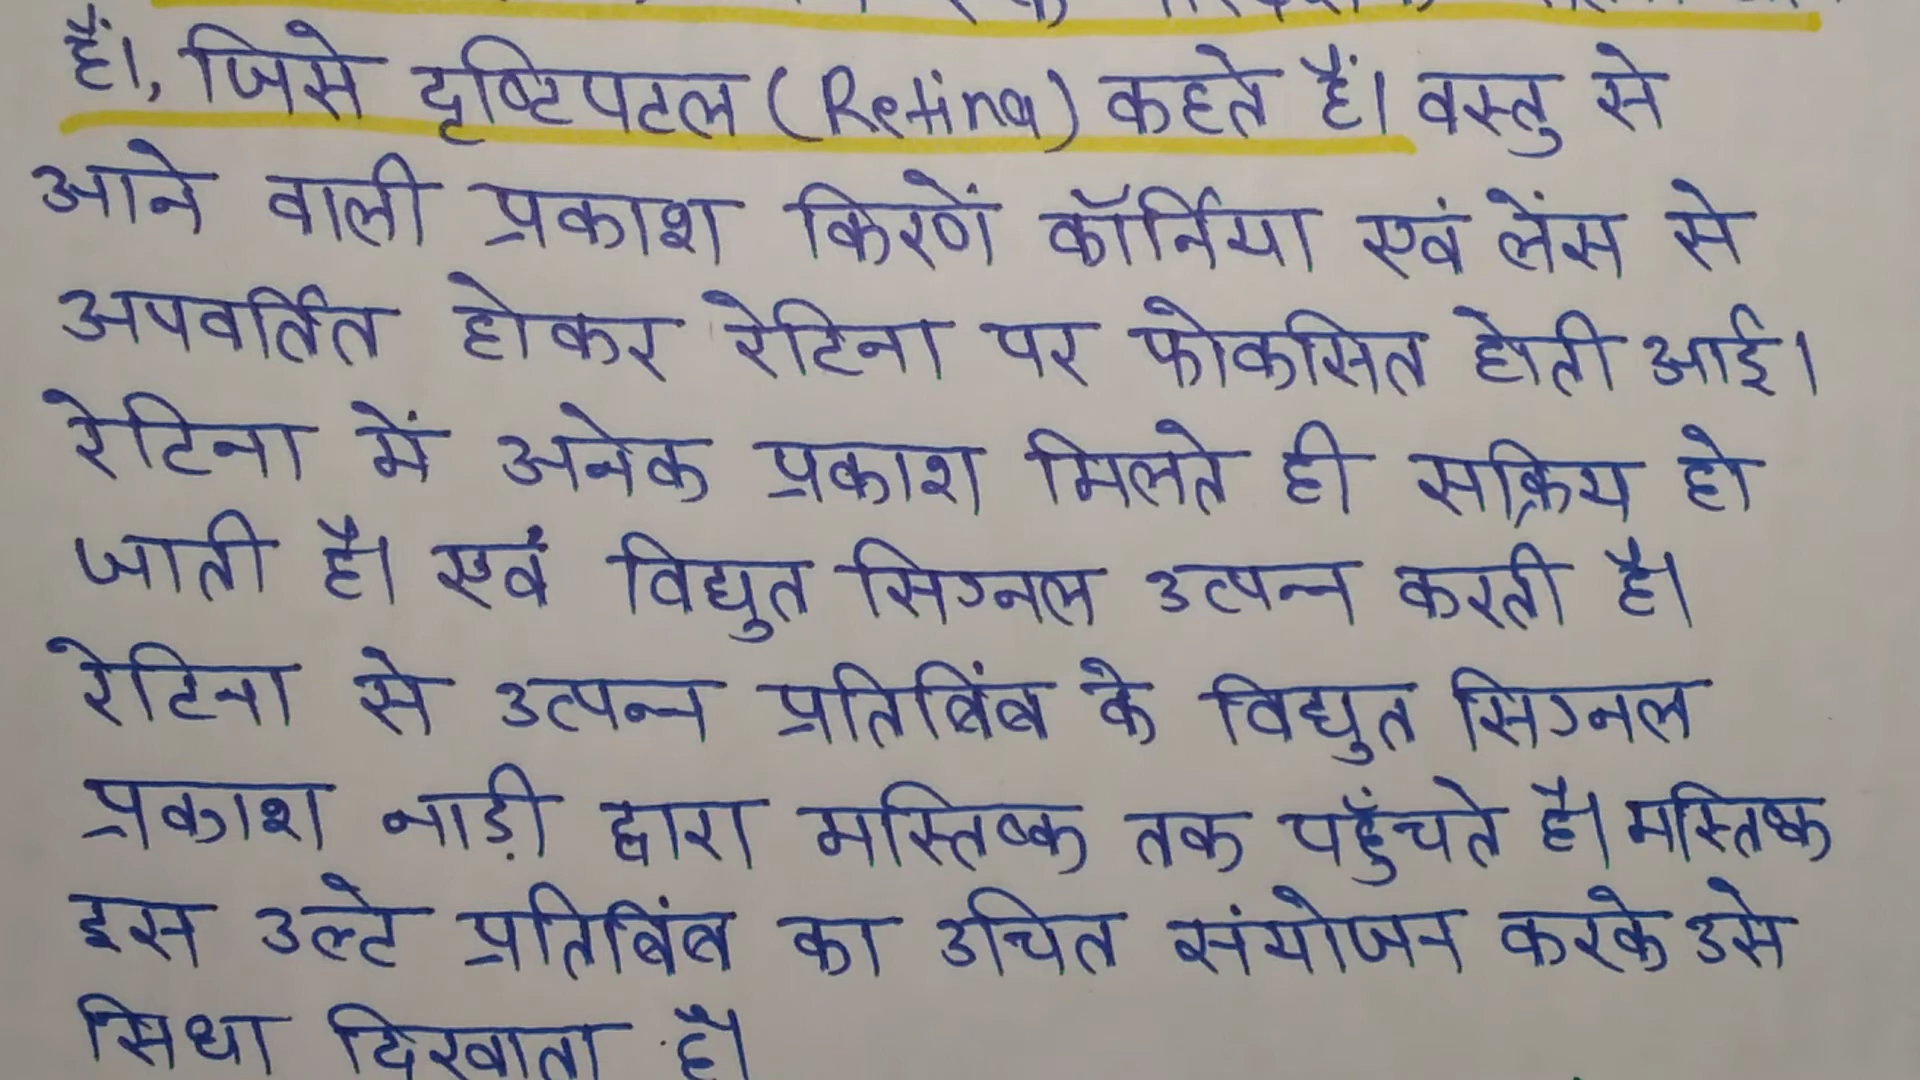 हैं।, जिसे दृष्टिपटल (Retina) कहते हैं। वस्तु से
आने वाली प्रकाश किरणें कॉर्निया एवं लेंस से
अपवर्तित होकर रेटिना पर फोकसित होती आई।
रेटिना में अनेक प्रकाश मिलते ही सक्रिय हो
जाती है। एवं विद्युत सिग्नल उत्पन्न करती है।
रेटिना से उत्पन्न प्रतिबिंब के विद्युत सिग्नल
प्रकाश नाड़ी द्वारा मस्तिष्क तक पहुँचते है। मस्तिष्क
इस उल्टे प्रतिबिंब का उचित संयोजन करके उसे
सिधा दिखाता है।